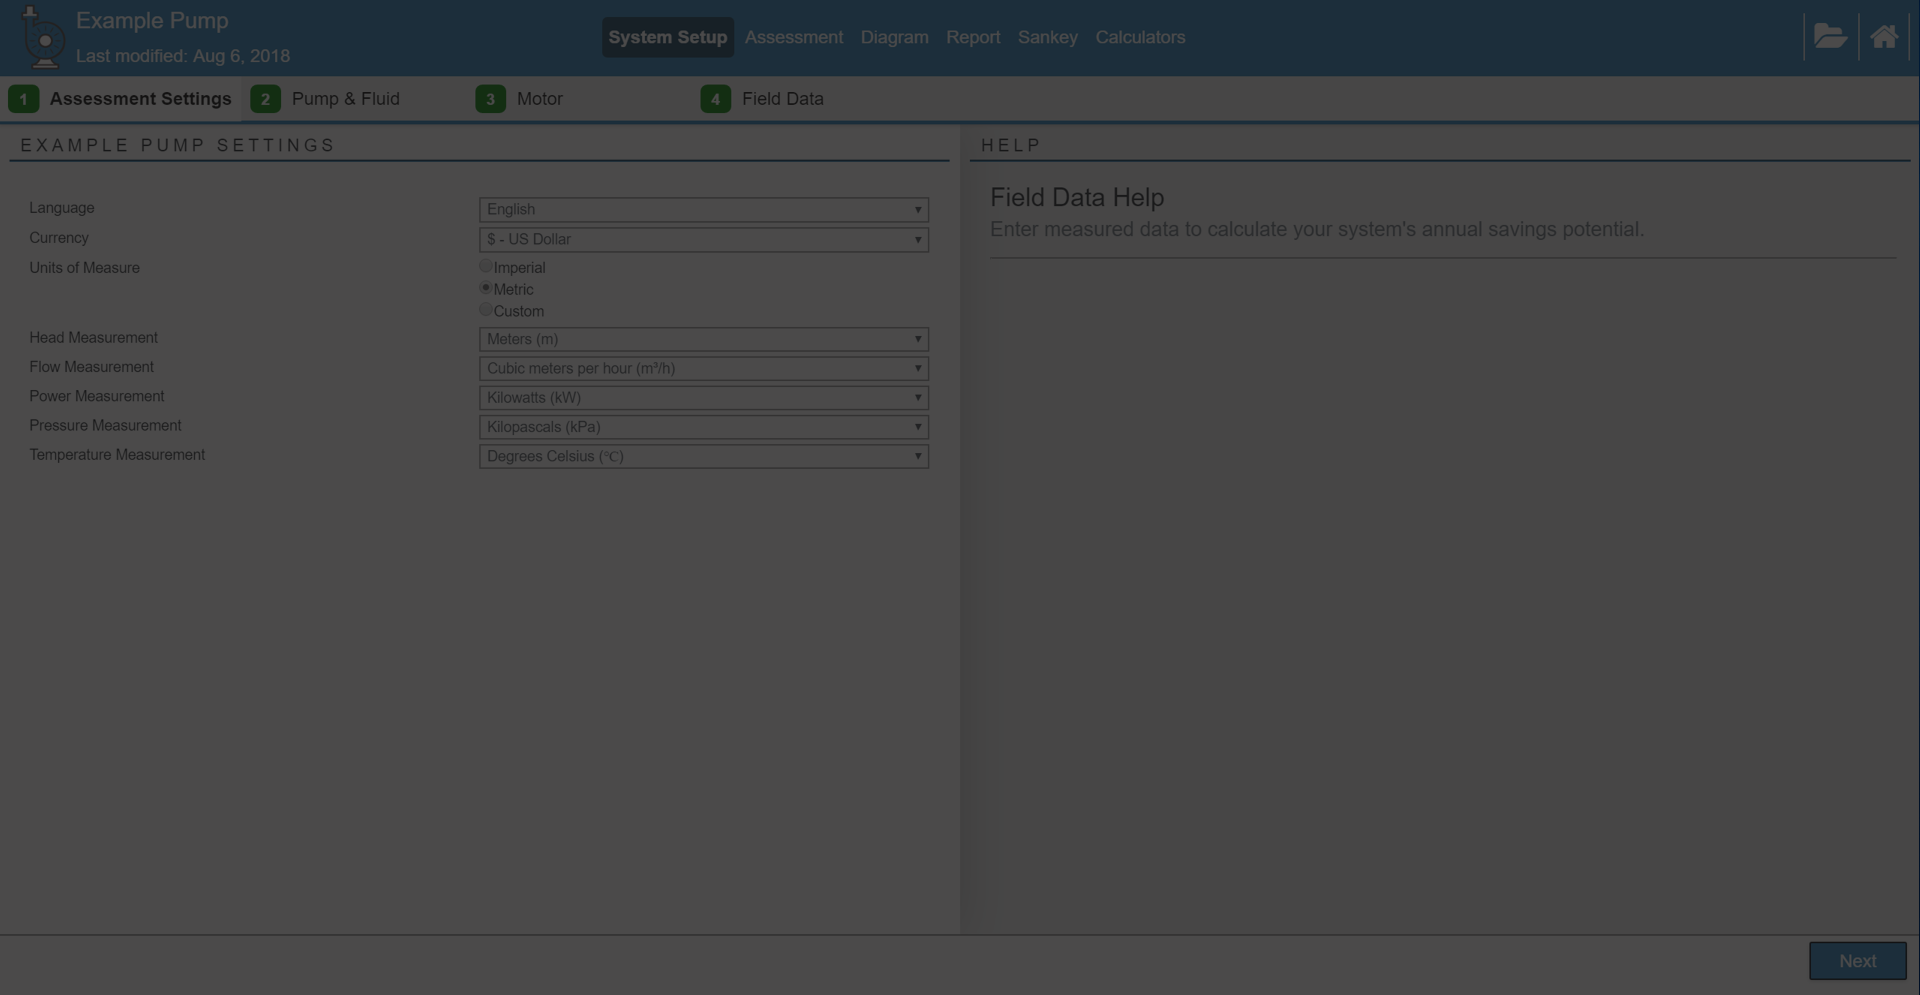 Example Pump
Last modified: Aug 6, 2018
System Setup Assessment Diagram Report Sankey Calculators
1 Assessment Settings 2 Pump & Fluid 3 Motor 4 Field Data
EXAMPLE PUMP SETTINGS
Language English
Currency $ - US Dollar
Units of Measure Imperial
Metric
Custom
Head Measurement Meters (m)
Flow Measurement Cubic meters per hour (m³/h)
Power Measurement Kilowatts (kW)
Pressure Measurement Kilopascals (kPa)
Temperature Measurement Degrees Celsius (°C)
HELP
Field Data Help
Enter measured data to calculate your system's annual savings potential.
Next